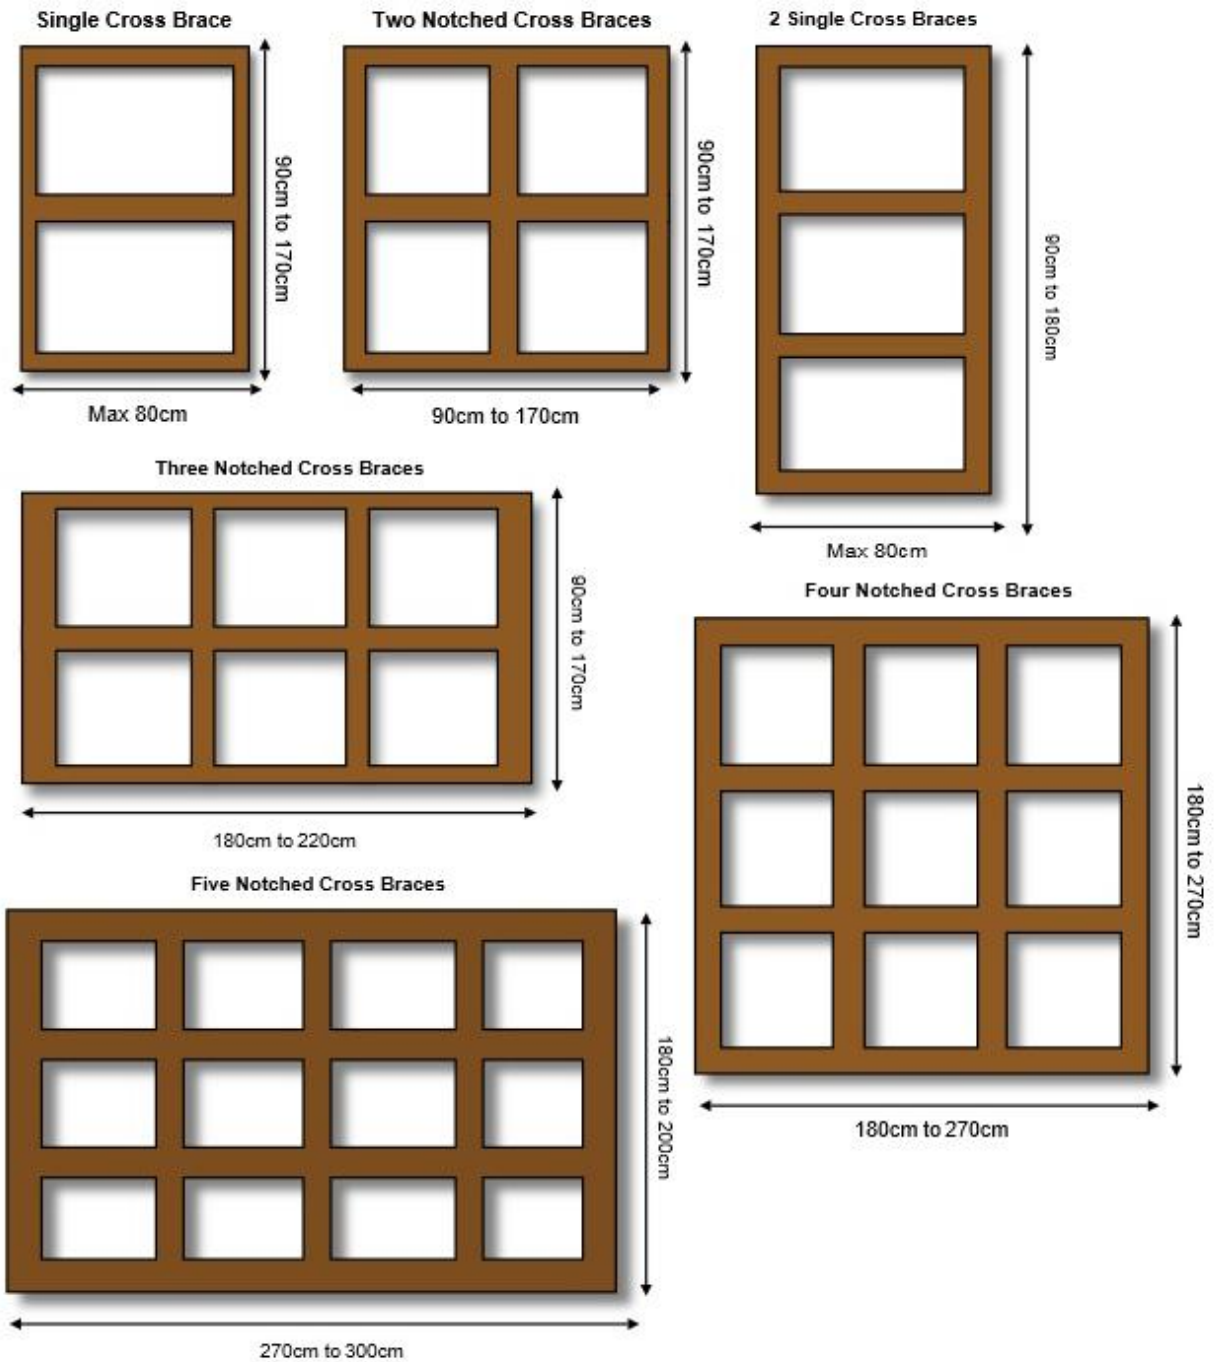 Single Cross Brace
90cm to 170cm
Max 80cm
Two Notched Cross Braces
90cm to 170cm
90cm to 170cm
2 Single Cross Braces
90cm to 180cm
Max 80cm
Three Notched Cross Braces
90cm to 170cm
180cm to 220cm
Four Notched Cross Braces
180cm to 270cm
180cm to 270cm
Five Notched Cross Braces
180cm to 200cm
270cm to 300cm